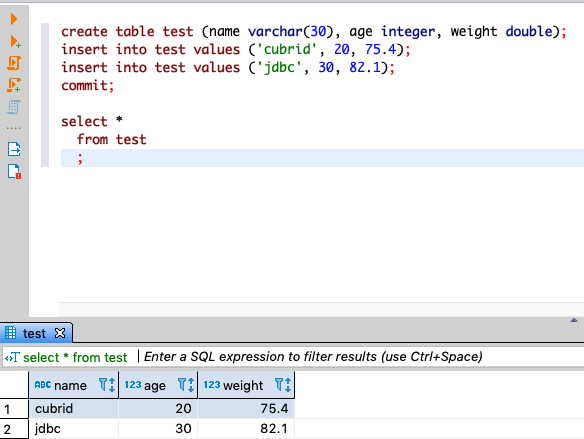 create table test (name varchar(30), age integer, weight double);
insert into test values ('cubrid', 20, 75.4);
insert into test values ('jdbc', 30, 82.1);
commit;
select *
from test
;
test
T select * from test Enter a SQL expression to filter results (use Ctrl+Space)
ABC name 123 age 123 weight
1 cubrid 20 75.4
2 jdbc 30 82.1